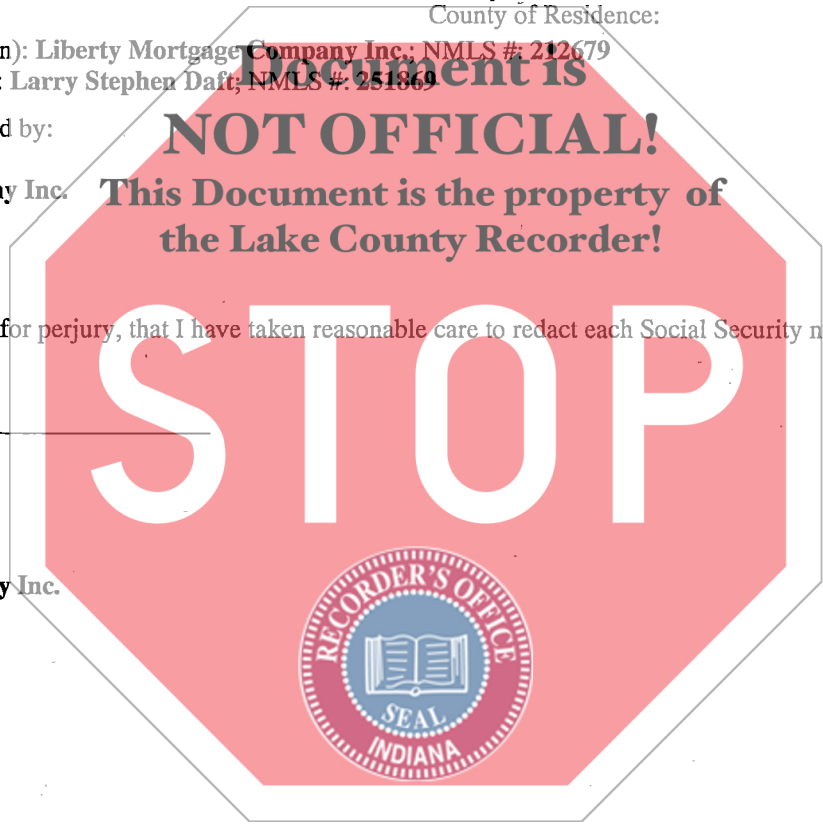 County of Residence:
n): Liberty Mortgage Company Inc.; NMLS #: 212679
Document is
: Larry Stephen Daft; NMLS #: 251869
d by:
NOT OFFICIAL!
y Inc.
This Document is the property of
the Lake County Recorder!
for perjury, that I have taken reasonable care to redact each Social Security n
STOP
y Inc.
RECORDER'S OFFICE
SEAL
INDIANA